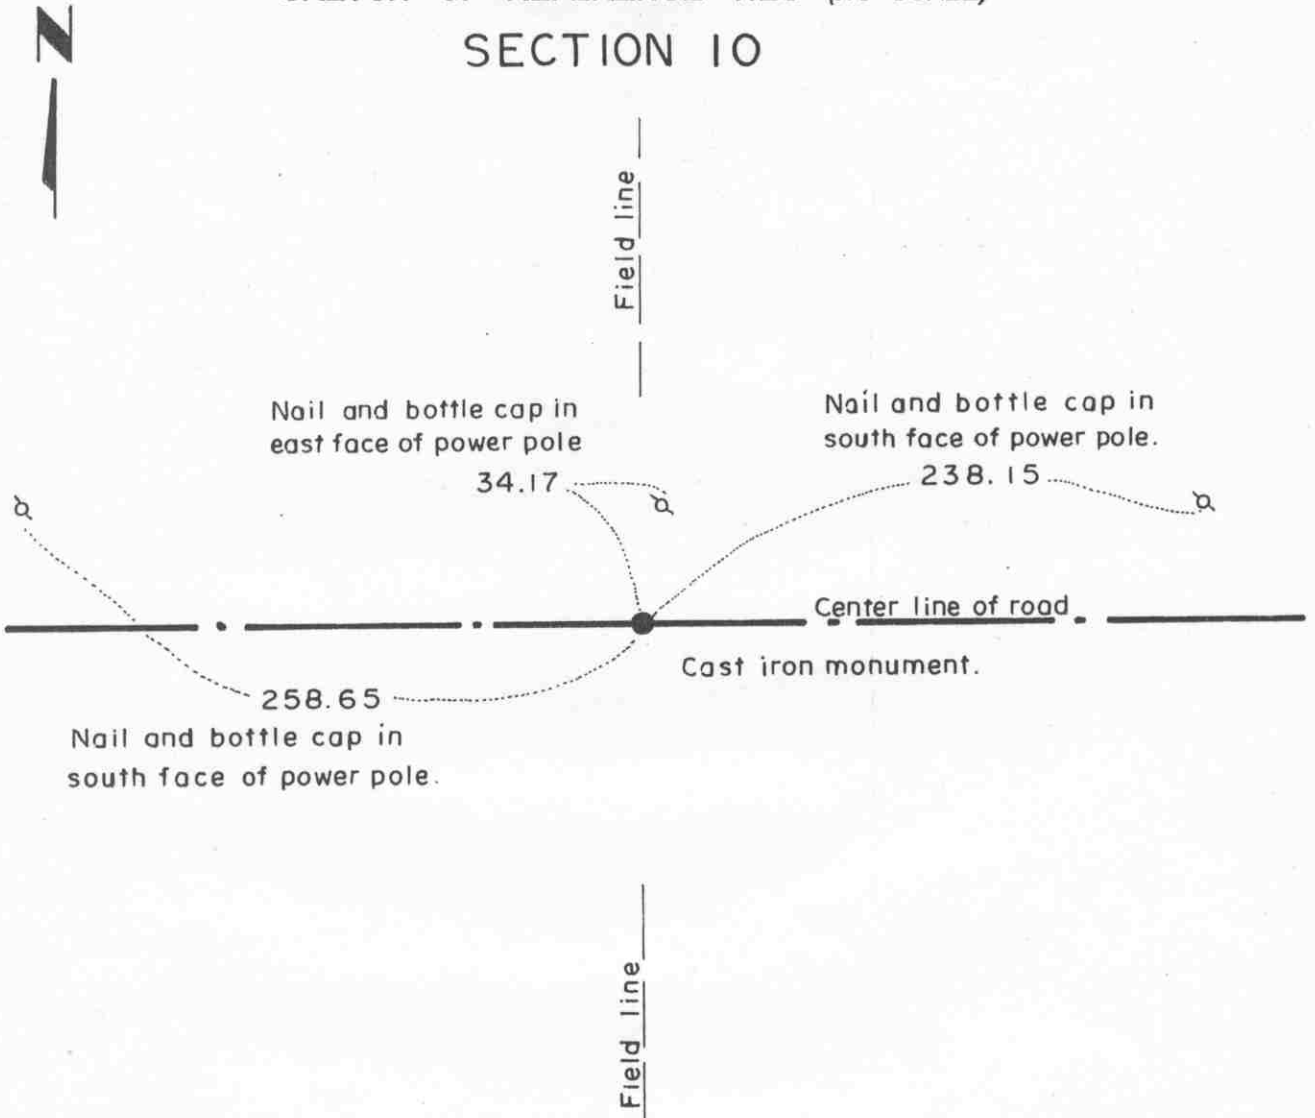 N
SECTION 10
Field line
Nail and bottle cap in
east face of power pole
34.17
Nail and bottle cap in
south face of power pole.
238.15
Center line of road
Cast iron monument.
258.65
Nail and bottle cap in
south face of power pole.
Field line